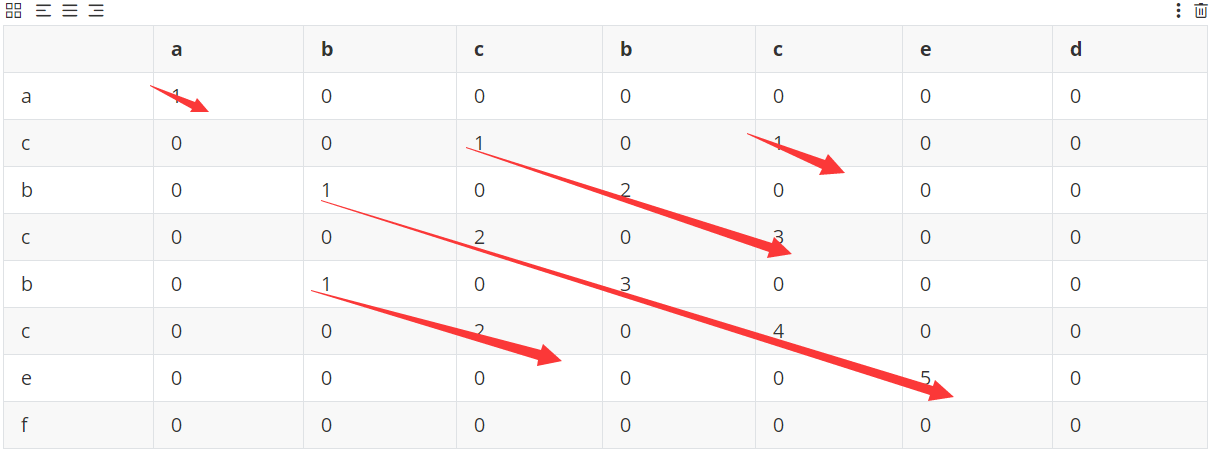 a b c b c e d
a 1 0 0 0 0 0 0
c 0 0 1 0 1 0 0
b 0 1 0 2 0 0 0
c 0 0 2 0 3 0 0
b 0 1 0 3 0 0 0
c 0 0 2 0 4 0 0
e 0 0 0 0 0 5 0
f 0 0 0 0 0 0 0